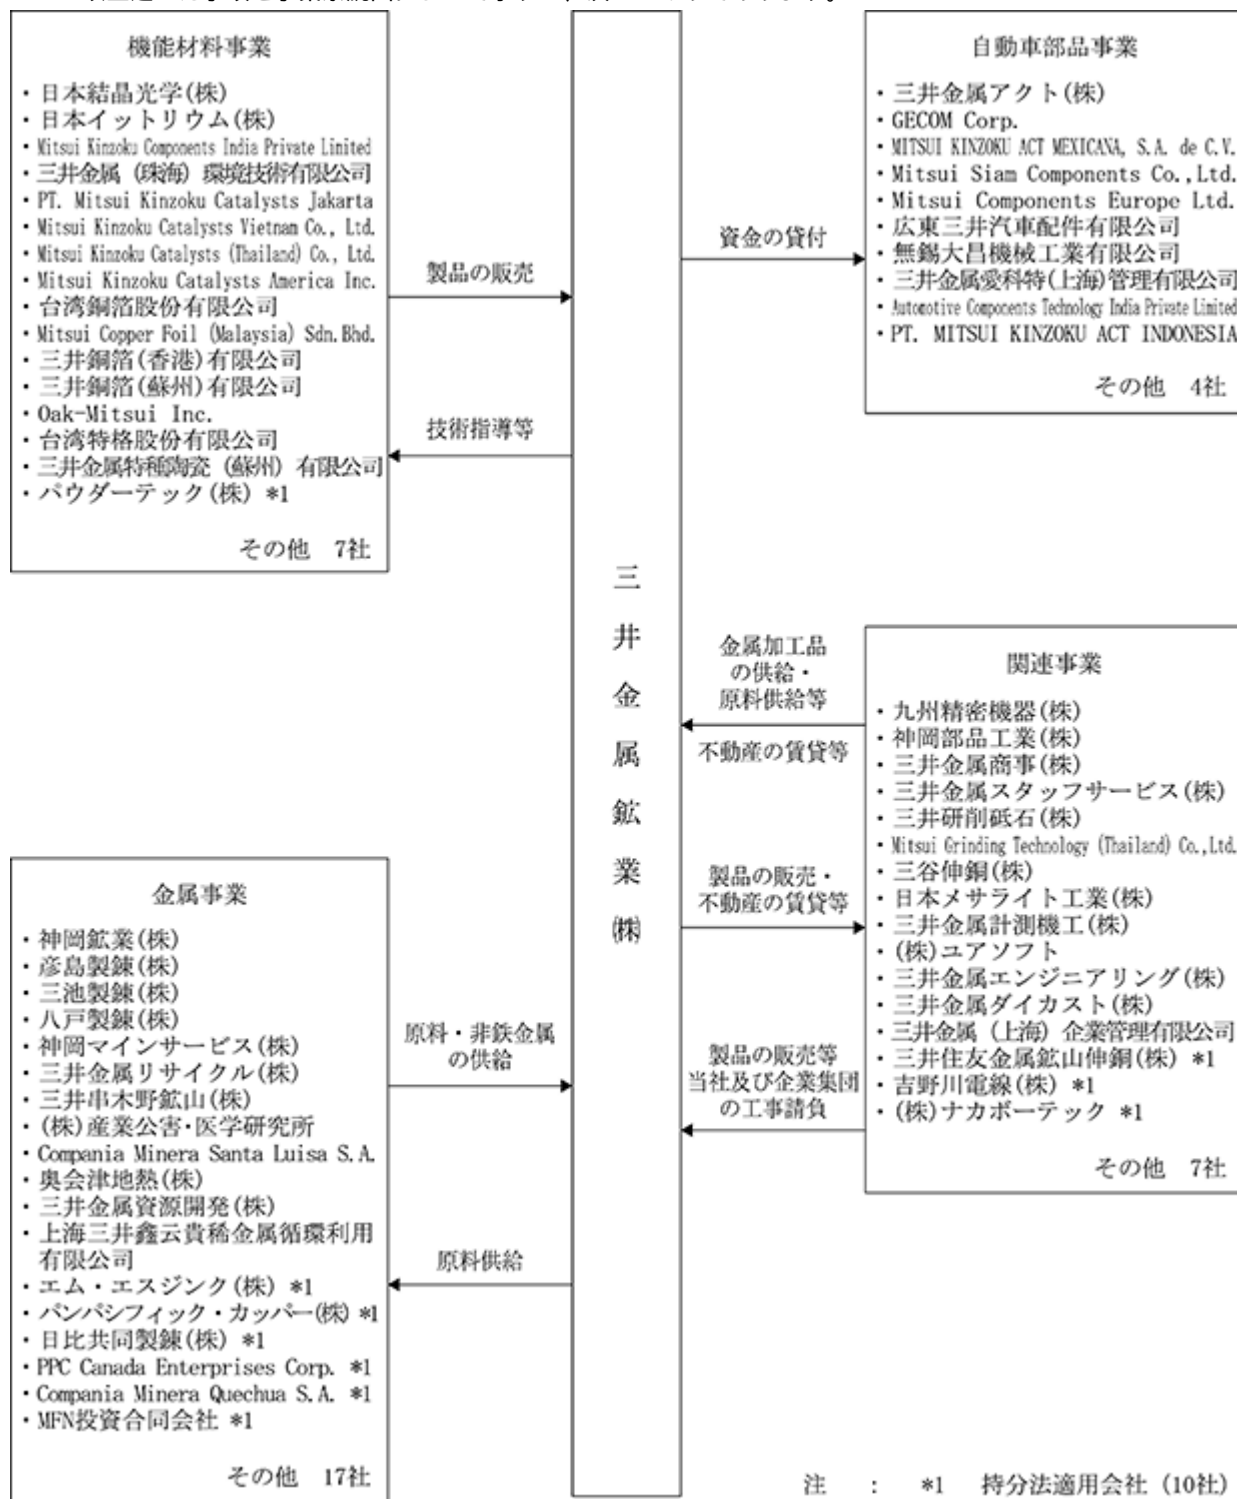 機能材料事業
・日本結晶光学(株)
・日本イットリウム(株)
・Mitsui Kinzoku Components India Private Limited
・三井金属（珠海）環境技術有限公司
・PT. Mitsui Kinzoku Catalysts Jakarta
・Mitsui Kinzoku Catalysts Vietnam Co., Ltd.
・Mitsui Kinzoku Catalysts (Thailand) Co., Ltd.
・Mitsui Kinzoku Catalysts America Inc.
・台湾銅箔股份有限公司
・Mitsui Copper Foil (Malaysia) Sdn.Bhd.
・三井銅箔(香港)有限公司
・三井銅箔(蘇州)有限公司
・Oak-Mitsui Inc.
・台湾特格股份有限公司
・三井金属特種陶瓷（蘇州）有限公司
・パウダーテック(株) *1
その他　7社
製品の販売
技術指導等
金属事業
・神岡鉱業(株)
・彦島製錬(株)
・三池製錬(株)
・八戸製錬(株)
・神岡マインサービス(株)
・三井金属リサイクル(株)
・三井串木野鉱山(株)
・(株)産業公害・医学研究所
・Compania Minera Santa Luisa S.A.
・奥会津地熱(株)
・三井金属資源開発(株)
・上海三井鑫云貴稀金属循環利用
有限公司
・エム・エスジンク(株) *1
・パンパシフィック・カッパー(株) *1
・日比共同製錬(株) *1
・PPC Canada Enterprises Corp. *1
・Compania Minera Quechua S.A. *1
・MFN投資合同会社 *1
その他　17社
原料・非鉄金属
の供給
原料供給
三井金属鉱業㈱
資金の貸付
自動車部品事業
・三井金属アクト(株)
・GECOM Corp.
・MITSUI KINZOKU ACT MEXICANA, S.A. de C.V.
・Mitsui Siam Components Co.,Ltd.
・Mitsui Components Europe Ltd.
・広東三井汽車配件有限公司
・無錫大昌機械工業有限公司
・三井金属愛科特(上海)管理有限公司
・Automotive Components Technology India Private Limited
・PT. MITSUI KINZOKU ACT INDONESIA
その他　4社
金属加工品
の供給・
原料供給等
不動産の賃貸等
製品の販売・
不動産の賃貸等
製品の販売等
当社及び企業集団
の工事請負
関連事業
・九州精密機器(株)
・神岡部品工業(株)
・三井金属商事(株)
・三井金属スタッフサービス(株)
・三井研削砥石(株)
・Mitsui Grinding Technology (Thailand) Co.,Ltd.
・三谷伸銅(株)
・日本メサライト工業(株)
・三井金属計測機工(株)
・(株)ユアソフト
・三井金属エンジニアリング(株)
・三井金属ダイカスト(株)
・三井金属（上海）企業管理有限公司
・三井住友金属鉱山伸銅(株) *1
・吉野川電線(株) *1
・(株)ナカボーテック *1
その他　7社
注　：　*1　持分法適用会社（10社）